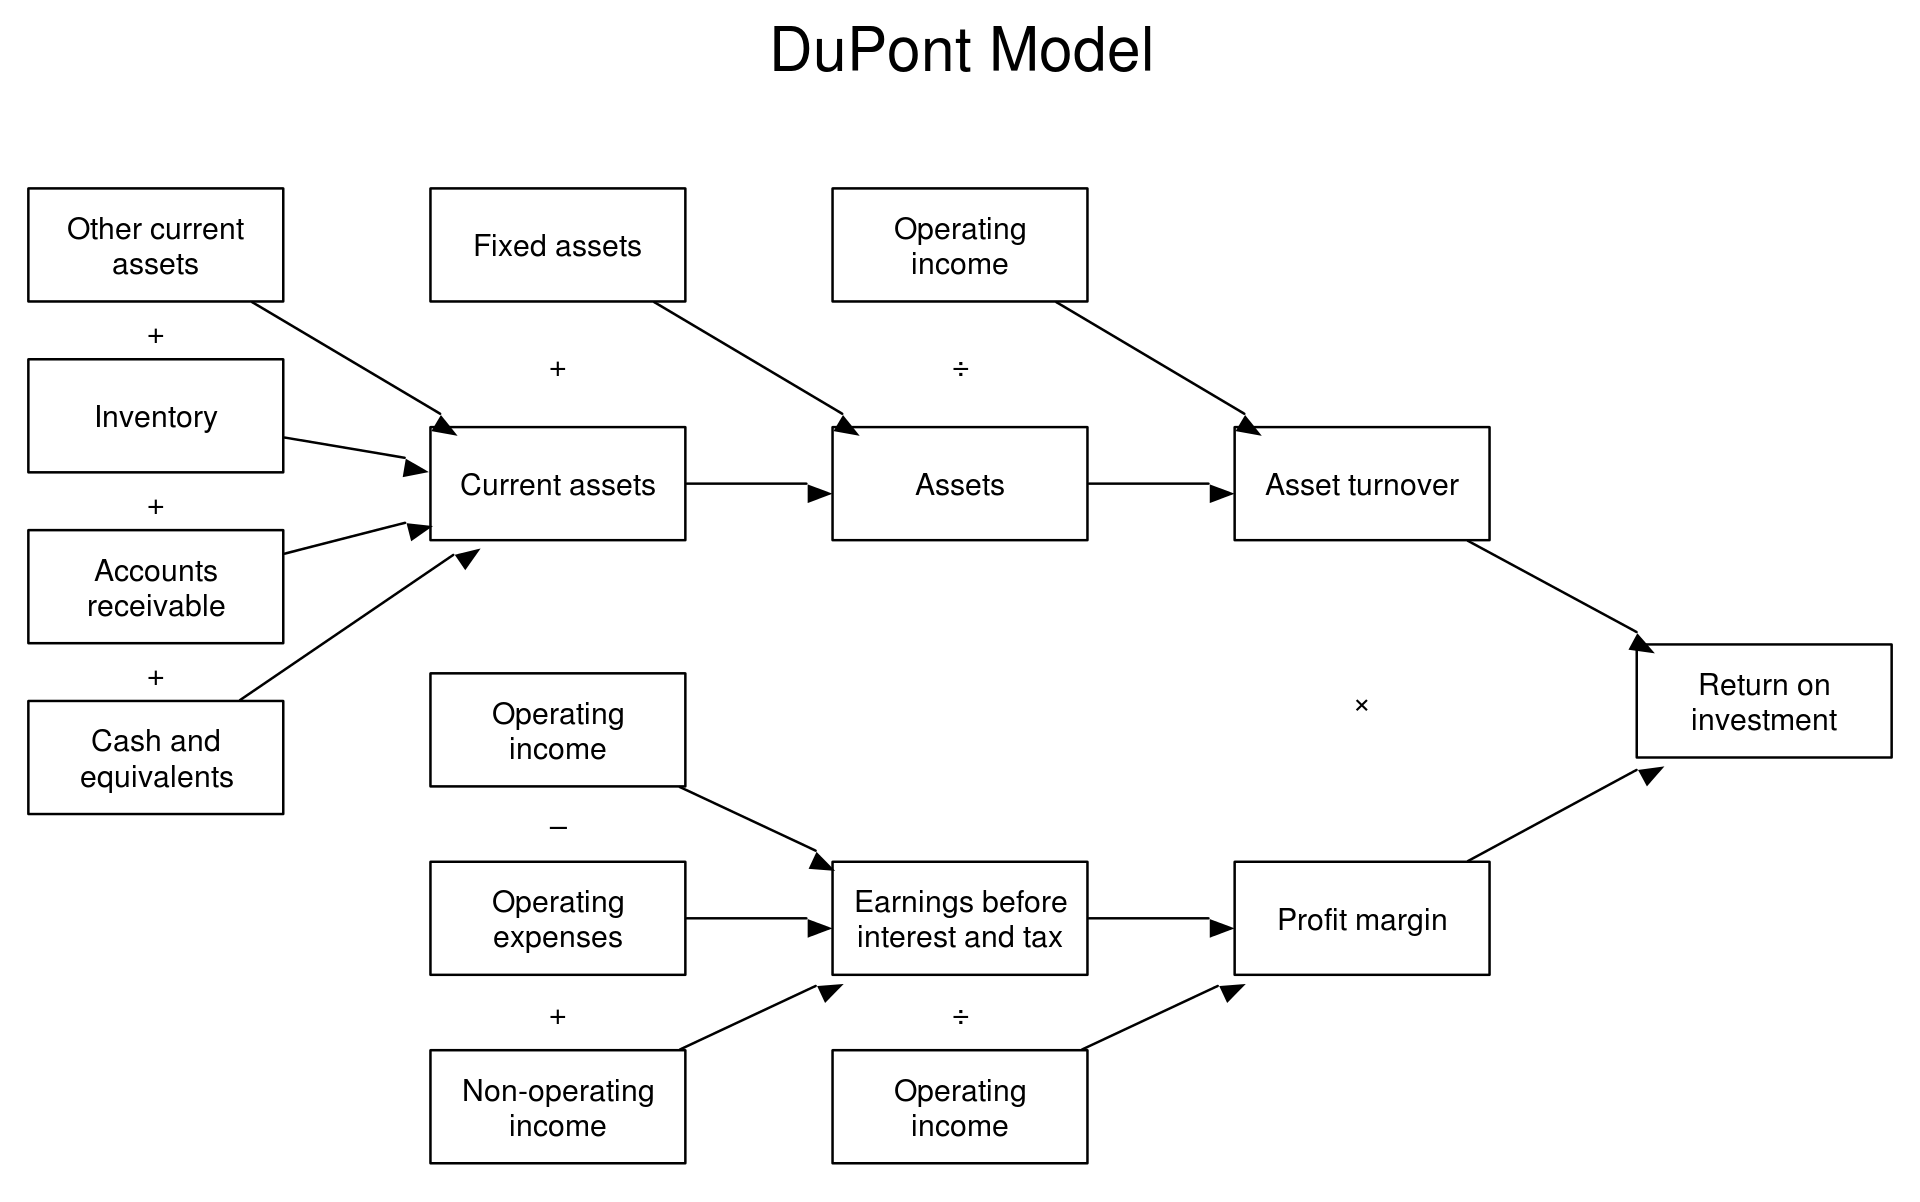 DuPont Model
Other current
assets
+
Inventory
+
Accounts
receivable
+
Cash and
equivalents
Fixed assets
+
Current assets
Operating
income
÷
Assets
Asset turnover
Operating
income
–
Operating
expenses
+
Non-operating
income
Earnings before
interest and tax
÷
Operating
income
Profit margin
×
Return on
investment